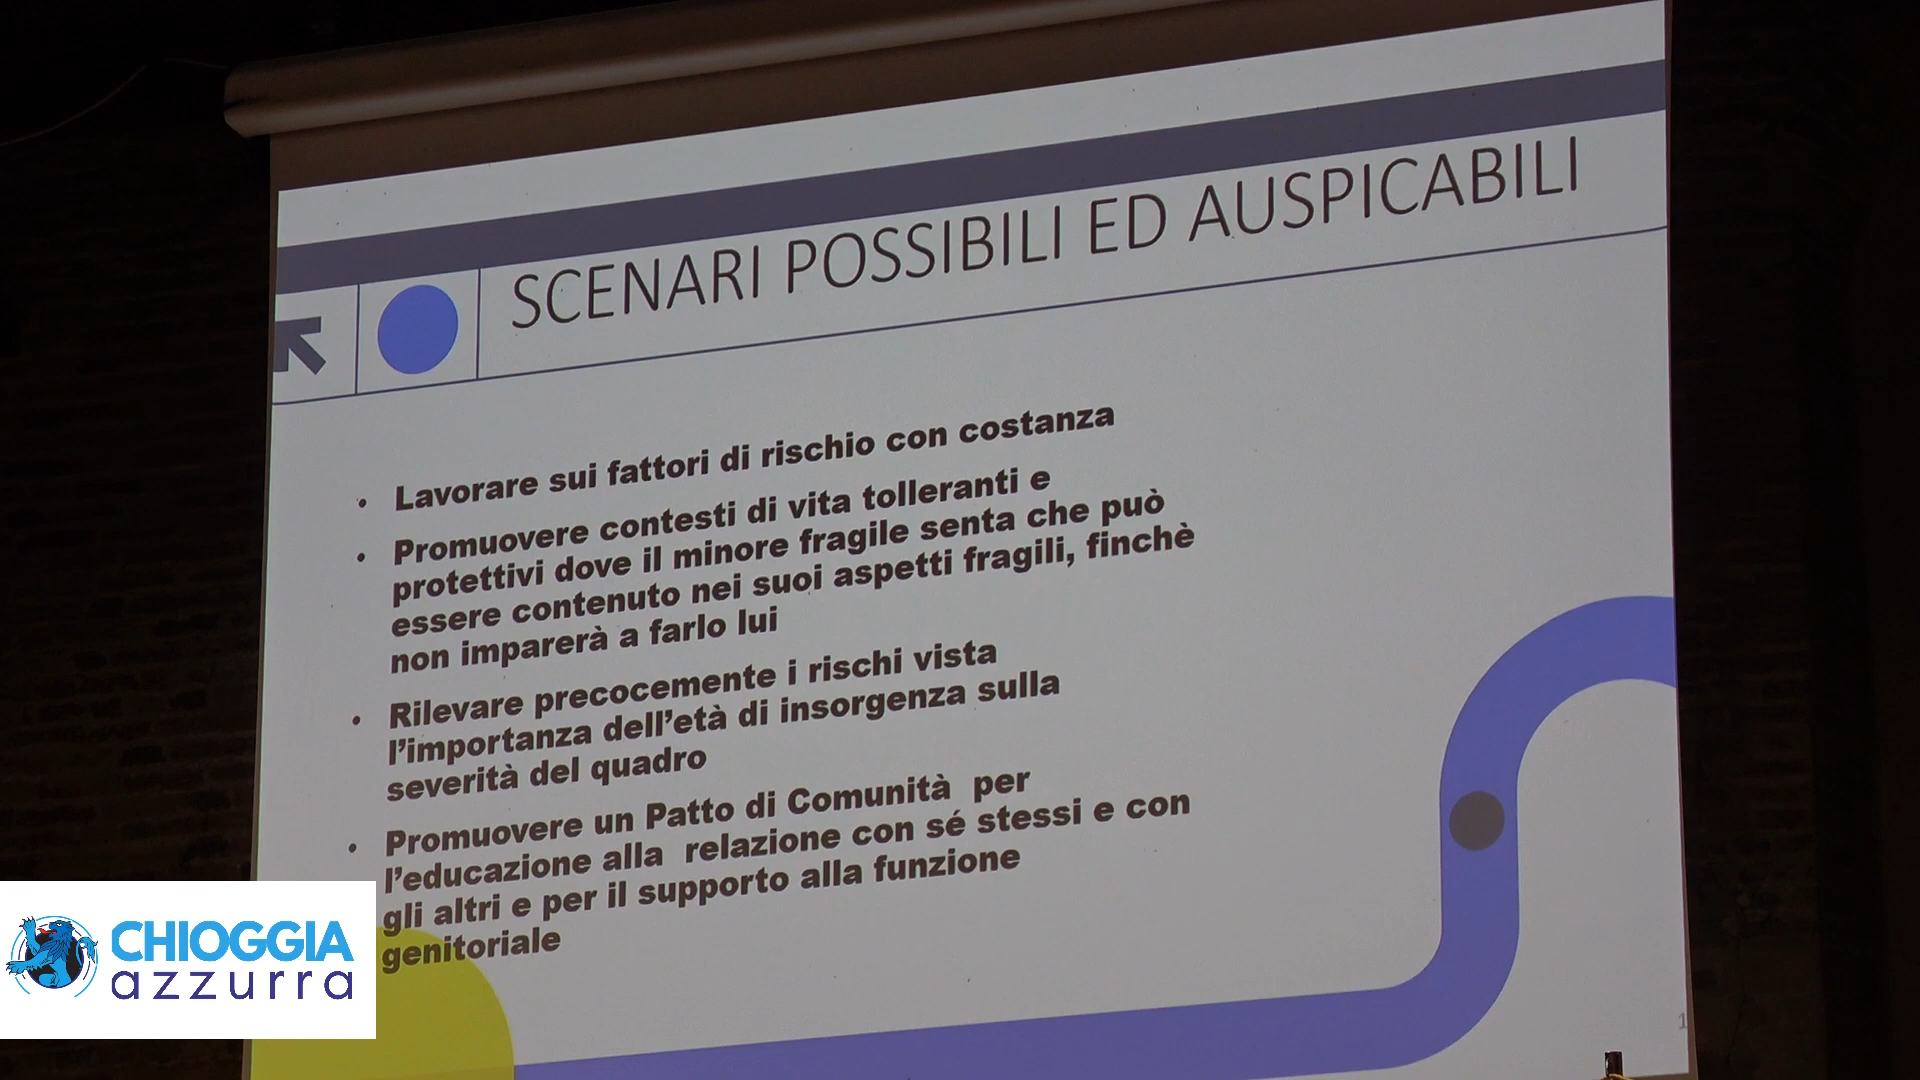 SCENARI POSSIBILI ED AUSPICABILI
• Lavorare sui fattori di rischio con costanza
• Promuovere contesti di vita tolleranti e
protettivi dove il minore fragile senta che può
essere contenuto nei suoi aspetti fragili, finchè
non imparerà a farlo lui
• Rilevare precocemente i rischi vista
l'importanza dell'età di insorgenza sulla
severità del quadro
• Promuovere un Patto di Comunità per
l'educazione alla relazione con sé stessi e con
gli altri e per il supporto alla funzione
genitoriale
CHIOGGIA
azzurra